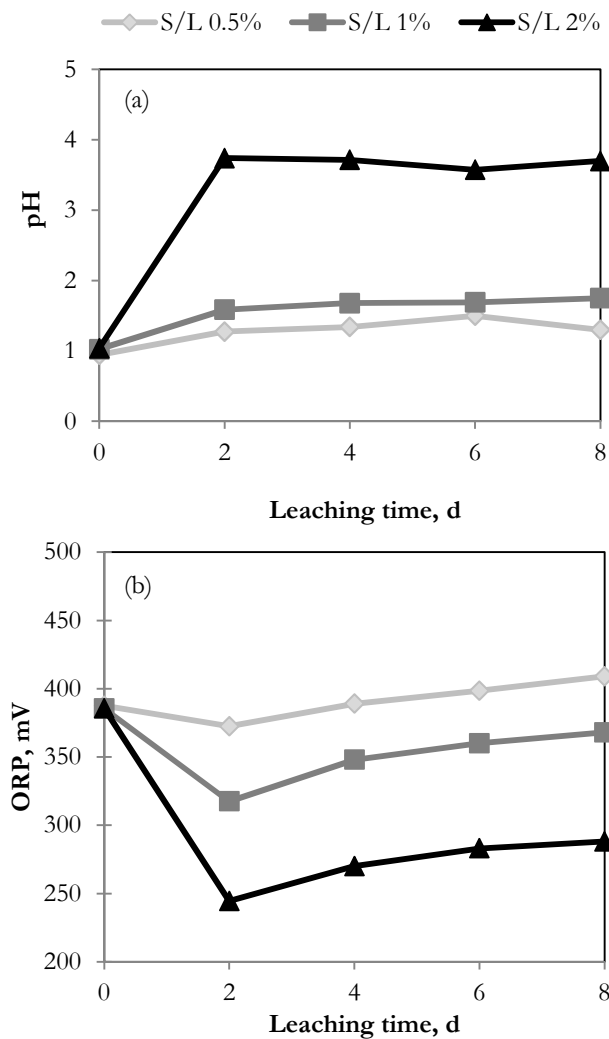 S/L 0.5% S/L 1% S/L 2%
5
(a)
4
3
pH
2
1
0
0 2 4 6 8
Leaching time, d
500
(b)
450
400
350
ORP, mV
300
250
200
0 2 4 6 8
Leaching time, d